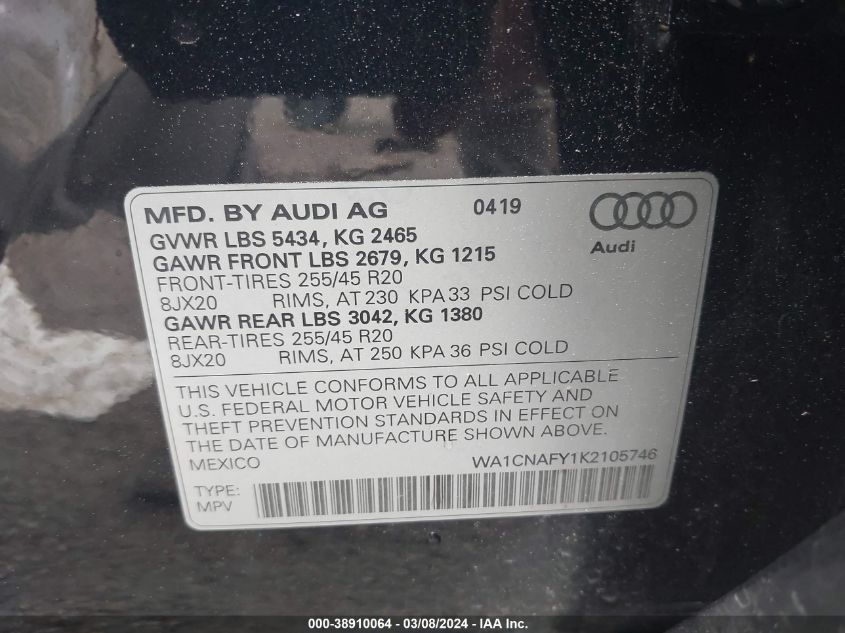 MFD. BY AUDI AG 0419
Audi
GVWR LBS 5434, KG 2465
GAWR FRONT LBS 2679, KG 1215
FRONT-TIRES 255/45 R20
8JX20 RIMS, AT 230 KPA 33 PSI COLD
GAWR REAR LBS 3042, KG 1380
REAR-TIRES 255/45 R20
8JX20 RIMS, AT 250 KPA 36 PSI COLD
THIS VEHICLE CONFORMS TO ALL APPLICABLE
U.S. FEDERAL MOTOR VEHICLE SAFETY AND
THEFT PREVENTION STANDARDS IN EFFECT ON
THE DATE OF MANUFACTURE SHOWN ABOVE.
MEXICO WA1CNAFY1K2105746
TYPE:
MPV
000-38910064 - 03/08/2024 - IAA Inc.